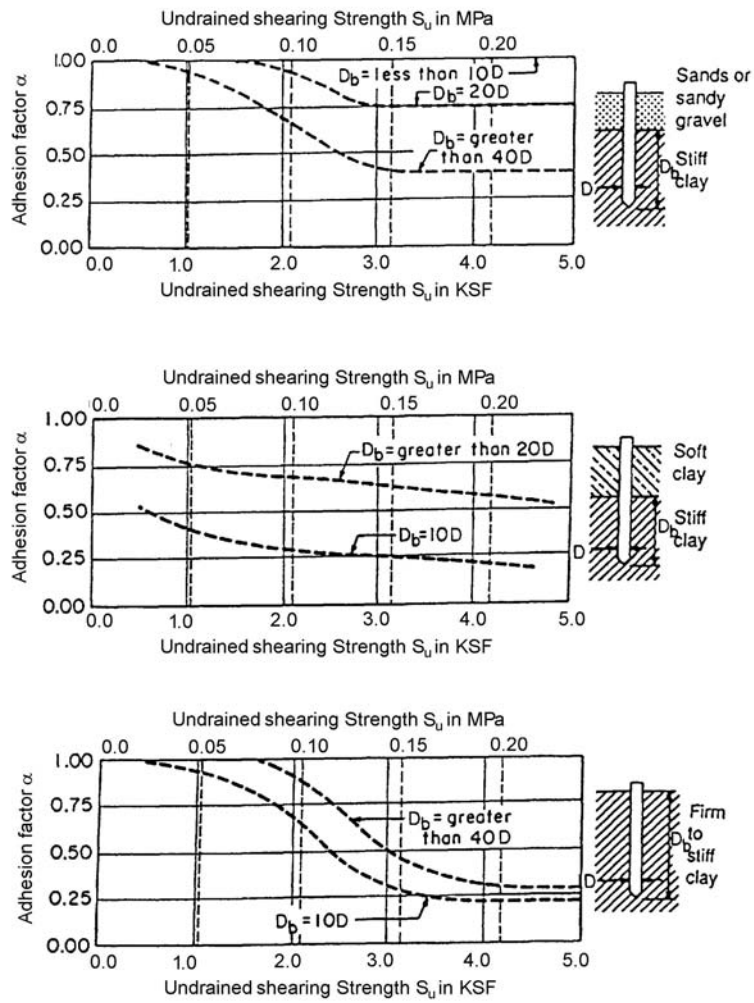 Undrained shearing Strength Su in MPa
0.0 0.05 0.10 0.15 0.20
Adhesion factor α
1.00
0.75
0.50
0.25
0.00
Db=less than 10D
Db=20D
Db=greater
than 40D
0.0 1.0 2.0 3.0 4.0 5.0
Undrained shearing Strength Su in KSF
Sands or
sandy
gravel
Db
Stiff
clay
D
Undrained shearing Strength Su in MPa
0.0 0.05 0.10 0.15 0.20
Adhesion factor α
1.00
0.75
0.50
0.25
0.00
Db=greater than 20D
Db=10D
0.0 1.0 2.0 3.0 4.0 5.0
Undrained shearing Strength Su in KSF
Soft
clay
Db
Stiff
clay
D
Undrained shearing Strength Su in MPa
0.0 0.05 0.10 0.15 0.20
Adhesion factor α
1.00
0.75
0.50
0.25
0.00
Db=greater
than 40D
Db=10D
0.0 1.0 2.0 3.0 4.0 5.0
Undrained shearing Strength Su in KSF
Firm
to
Db
stiff
clay
D